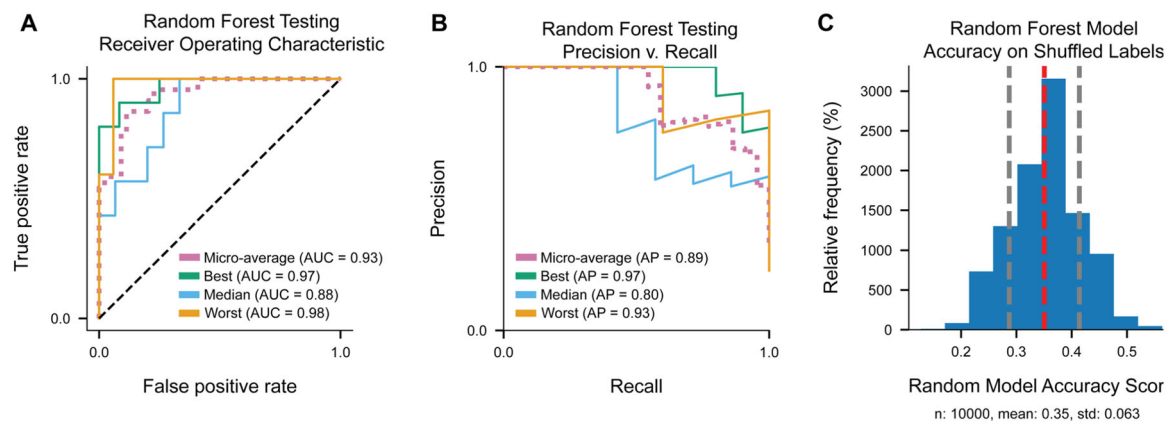 A
Random Forest Testing
Receiver Operating Characteristic
1.0
True positive rate
0.0
Micro-average (AUC = 0.93)
Best (AUC = 0.97)
Median (AUC = 0.88)
Worst (AUC = 0.98)
0.0
1.0
False positive rate
B
Random Forest Testing
Precision v. Recall
1.0
Precision
0.0
Micro-average (AP = 0.89)
Best (AP = 0.97)
Median (AP = 0.80)
Worst (AP = 0.93)
0.0
1.0
Recall
C
Random Forest Model
Accuracy on Shuffled Labels
Relative frequency (%)
3000
2500
2000
1500
1000
500
0
0.2
0.3
0.4
0.5
Random Model Accuracy Scor
n: 10000, mean: 0.35, std: 0.063